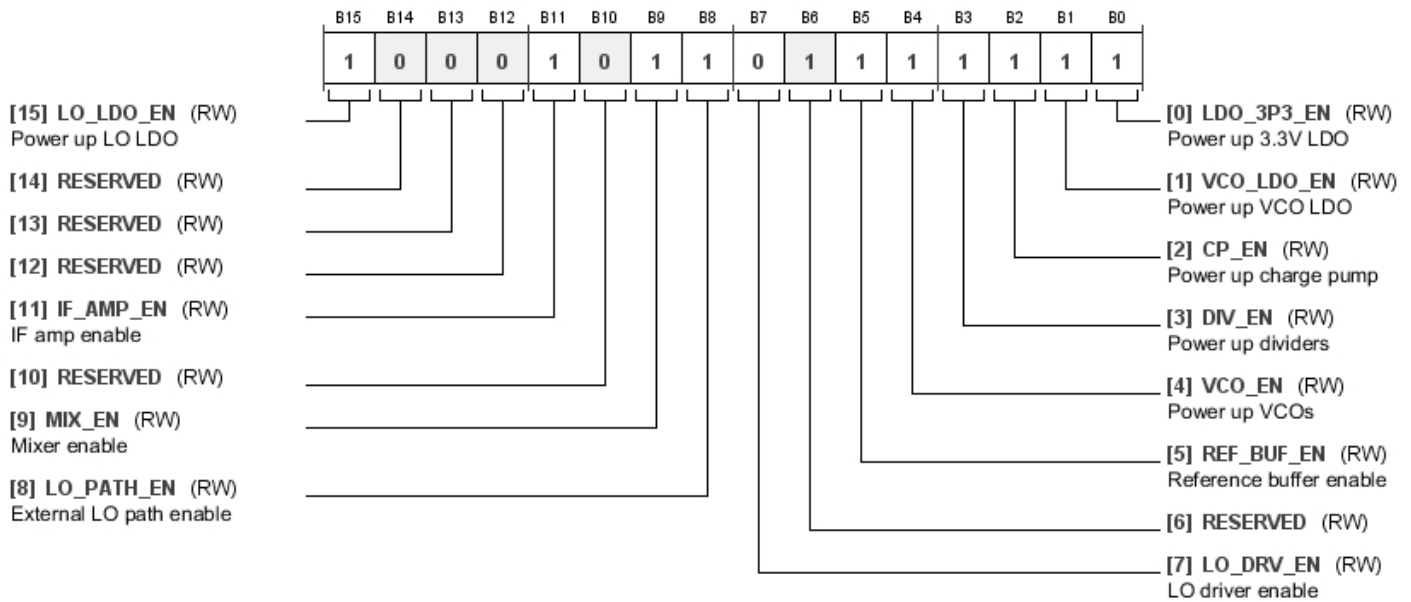 B15 B14 B13 B12 B11 B10 B9 B8 B7 B6 B5 B4 B3 B2 B1 B0
1 0 0 0 1 0 1 1 0 1 1 1 1 1 1 1
[15] LO_LDO_EN (RW)
Power up LO LDO
[14] RESERVED (RW)
[13] RESERVED (RW)
[12] RESERVED (RW)
[11] IF_AMP_EN (RW)
IF amp enable
[10] RESERVED (RW)
[9] MIX_EN (RW)
Mixer enable
[8] LO_PATH_EN (RW)
External LO path enable
[0] LDO_3P3_EN (RW)
Power up 3.3V LDO
[1] VCO_LDO_EN (RW)
Power up VCO LDO
[2] CP_EN (RW)
Power up charge pump
[3] DIV_EN (RW)
Power up dividers
[4] VCO_EN (RW)
Power up VCOs
[5] REF_BUF_EN (RW)
Reference buffer enable
[6] RESERVED (RW)
[7] LO_DRV_EN (RW)
LO driver enable